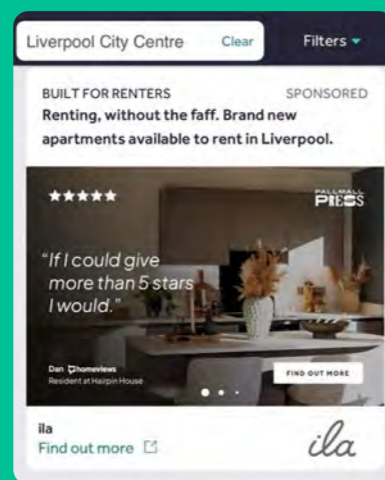 Liverpool City Centre Clear Filters
BUILT FOR RENTERS SPONSORED
Renting, without the faff. Brand new
apartments available to rent in Liverpool.
PALLMALL
PRESS
"If I could give
more than 5 stars
I would."
Dan homeviews
Resident at Hairpin House
FIND OUT MORE
ila
Find out more
ila